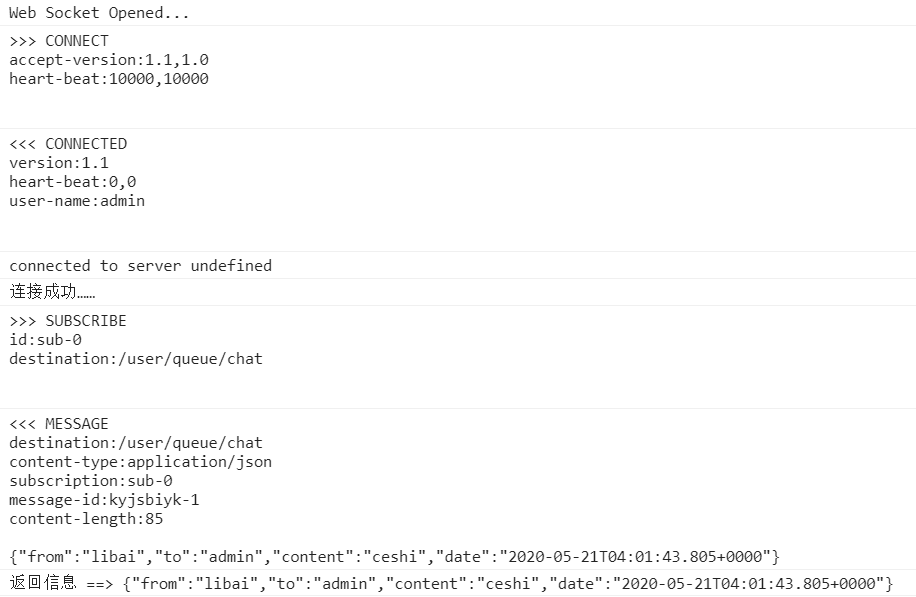 Web Socket Opened...
>>> CONNECT
accept-version:1.1,1.0
heart-beat:10000,10000
<<< CONNECTED
version:1.1
heart-beat:0,0
user-name:admin
connected to server undefined
连接成功……
>>> SUBSCRIBE
id:sub-0
destination:/user/queue/chat
<<< MESSAGE
destination:/user/queue/chat
content-type:application/json
subscription:sub-0
message-id:kyjsbiyk-1
content-length:85
{"from":"libai","to":"admin","content":"ceshi","date":"2020-05-21T04:01:43.805+0000"}
返回信息 ==> {"from":"libai","to":"admin","content":"ceshi","date":"2020-05-21T04:01:43.805+0000"}